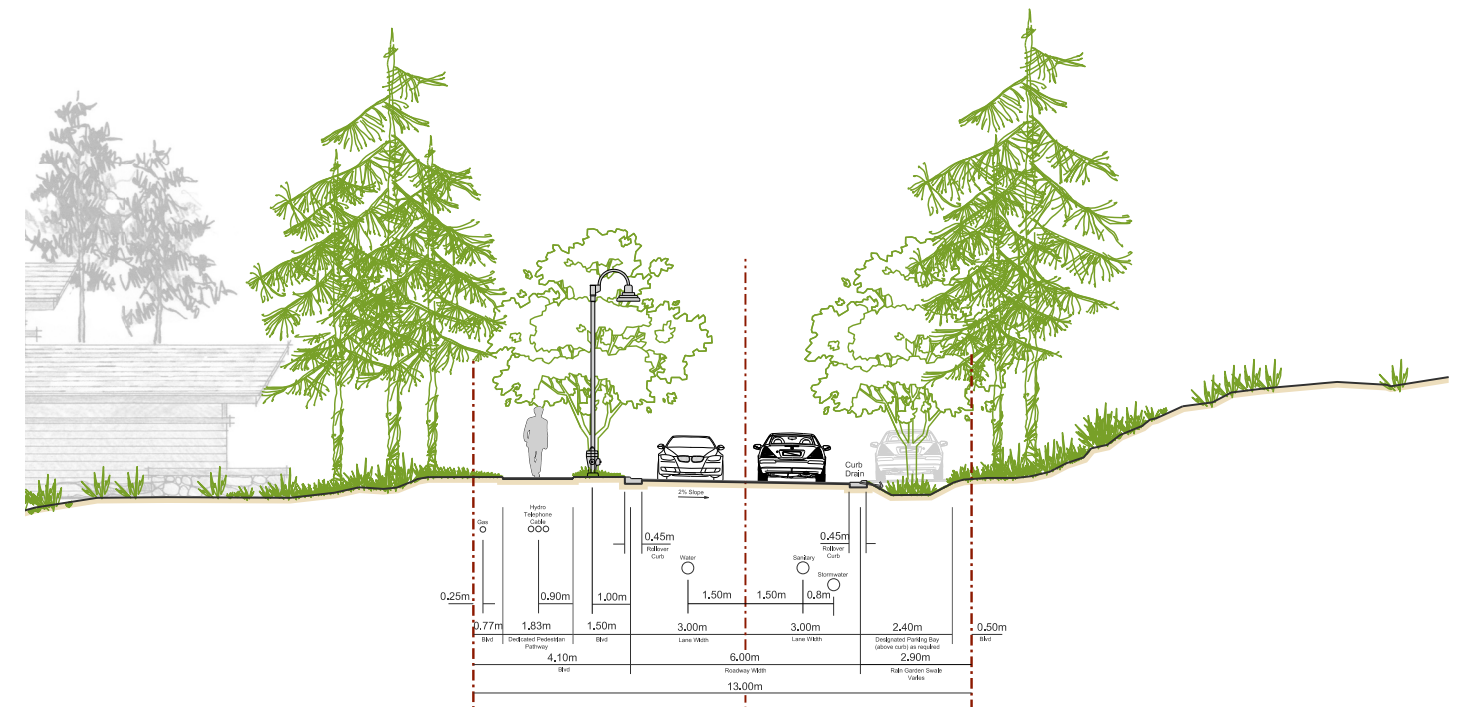 Curb
Drain
2% Slope
Gas
Hydro
Telephone
Cable
0.45m
Rollover
Curb
0.45m
Rollover
Curb
Water
Sanitary
Stormwater
0.25m
0.90m
1.00m
1.50m
1.50m
0.8m
0.77m
Blvd
1.83m
Dedicated Pedestrian
Pathway
1.50m
Blvd
3.00m
Lane Width
3.00m
Lane Width
2.40m
Designated Parking Bay
(above curb) as required
0.50m
Blvd
4.10m
Blvd
6.00m
Roadway Width
2.90m
Rain Garden Swale
Varies
13.00m